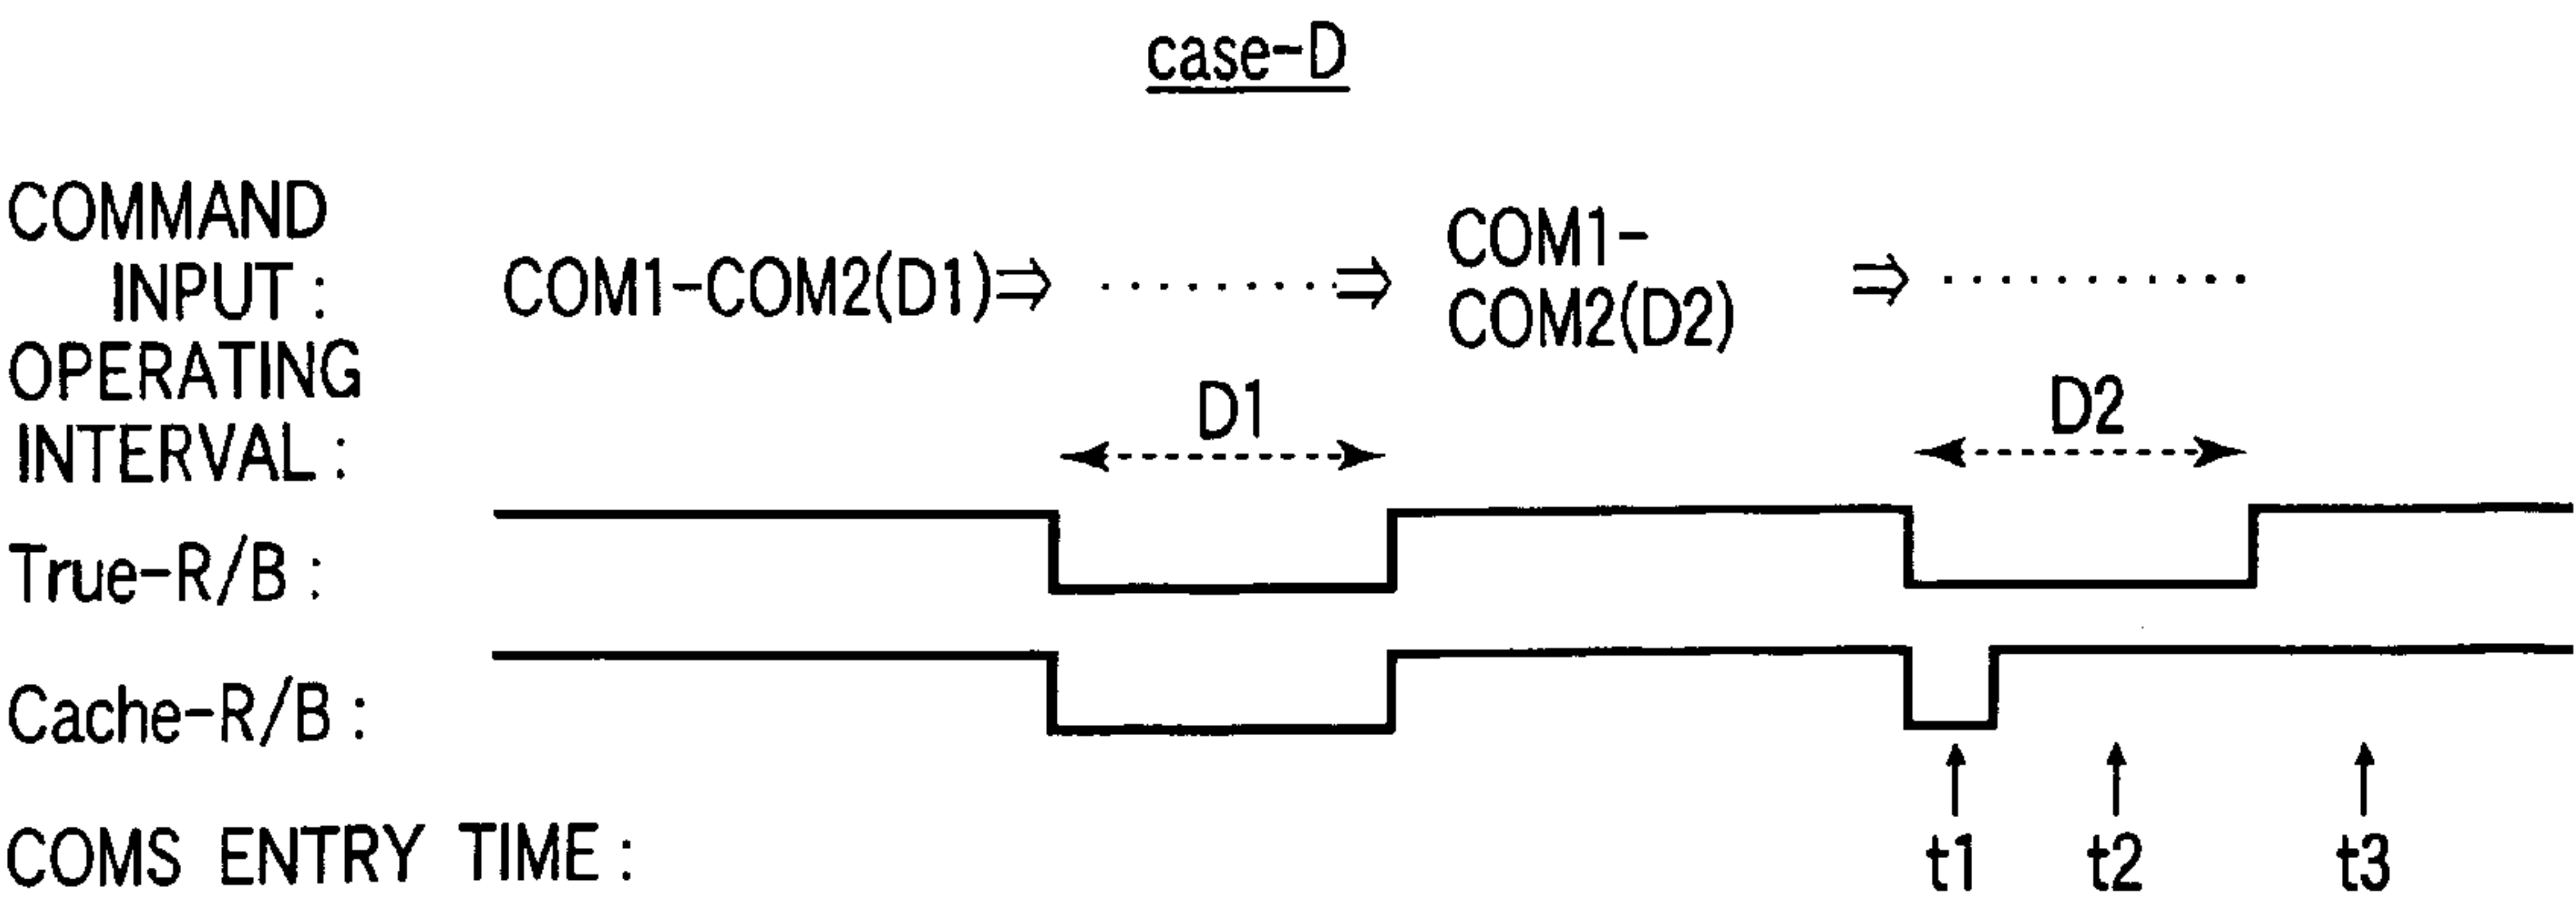 case-D
COMMAND
INPUT :
COM1-COM2(D1)⇒ ........⇒
COM1-
COM2(D2)
⇒ ...........
OPERATING
INTERVAL :
D1
D2
True-R/B :
Cache-R/B :
COMS ENTRY TIME :
t1 t2 t3